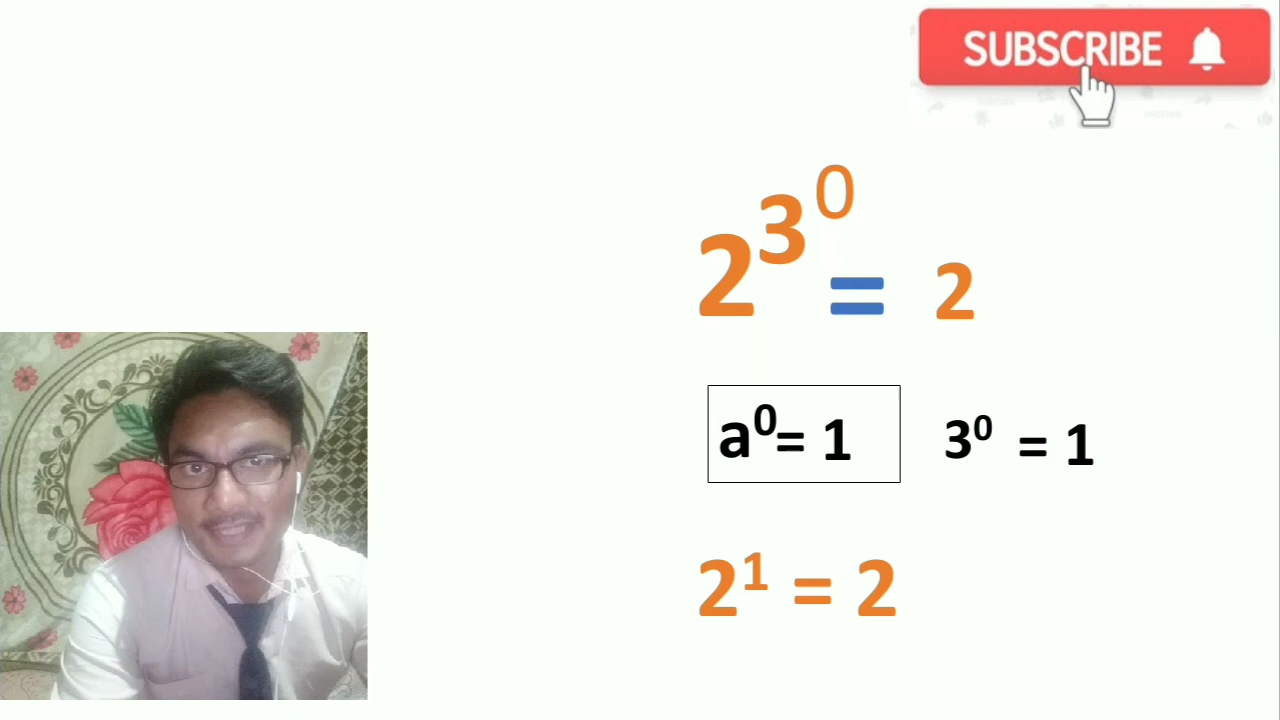 SUBSCRIBE
2^3^0 = 2
a^0 = 1
3^0 = 1
2^1 = 2